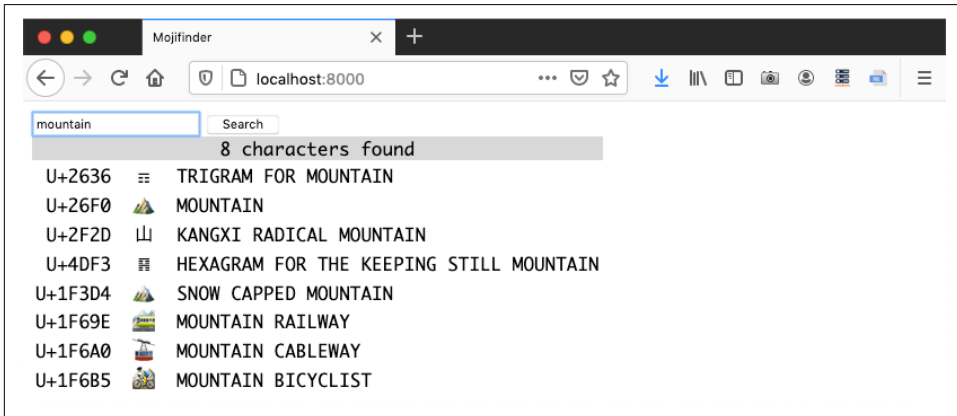 Mojifinder
localhost:8000
mountain Search
8 characters found
U+2636 ☶ TRIGRAM FOR MOUNTAIN
U+26F0 ⛰ MOUNTAIN
U+2F2D ⼭ KANGXI RADICAL MOUNTAIN
U+4DF3 ䷳ HEXAGRAM FOR THE KEEPING STILL MOUNTAIN
U+1F3D4 🏔 SNOW CAPPED MOUNTAIN
U+1F69E 🚞 MOUNTAIN RAILWAY
U+1F6A0 🚠 MOUNTAIN CABLEWAY
U+1F6B5 🚵 MOUNTAIN BICYCLIST